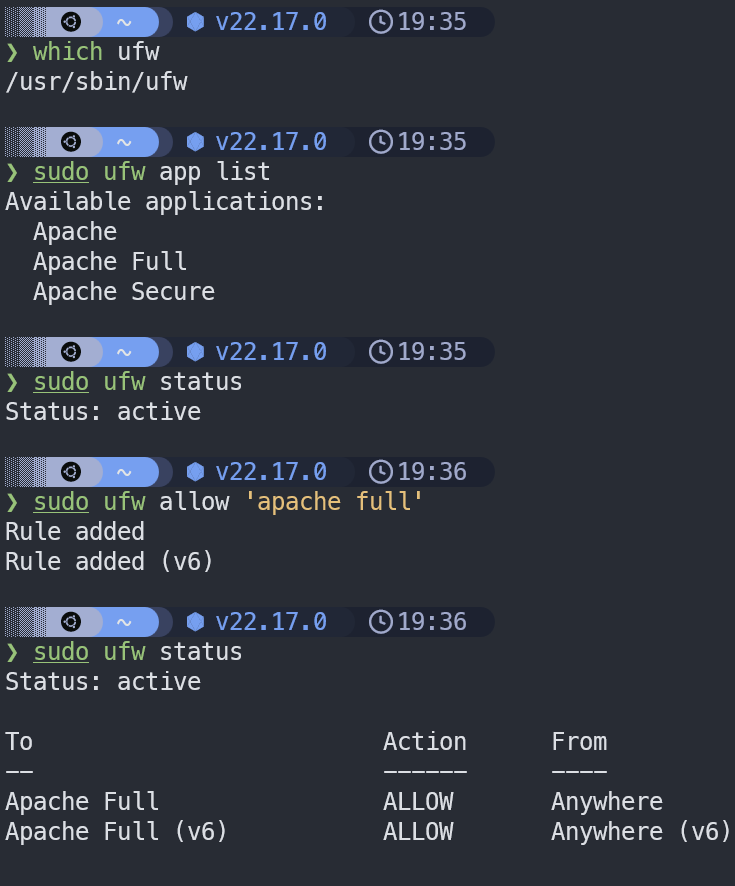 ~ v22.17.0 19:35
❯ which ufw
/usr/sbin/ufw
~ v22.17.0 19:35
❯ sudo ufw app list
Available applications:
  Apache
  Apache Full
  Apache Secure
~ v22.17.0 19:35
❯ sudo ufw status
Status: active
~ v22.17.0 19:36
❯ sudo ufw allow 'apache full'
Rule added
Rule added (v6)
~ v22.17.0 19:36
❯ sudo ufw status
Status: active
To                         Action      From
--                         ------      ----
Apache Full                ALLOW       Anywhere
Apache Full (v6)           ALLOW       Anywhere (v6)